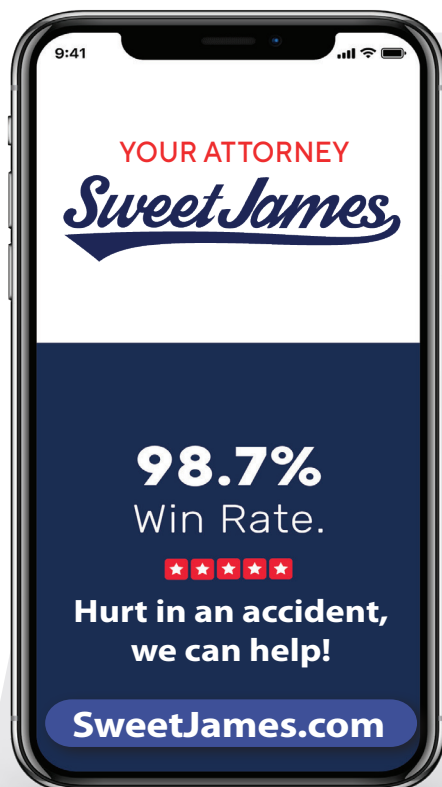 9:41
YOUR ATTORNEY
Sweet James
98.7%
Win Rate.
Hurt in an accident,
we can help!
SweetJames.com